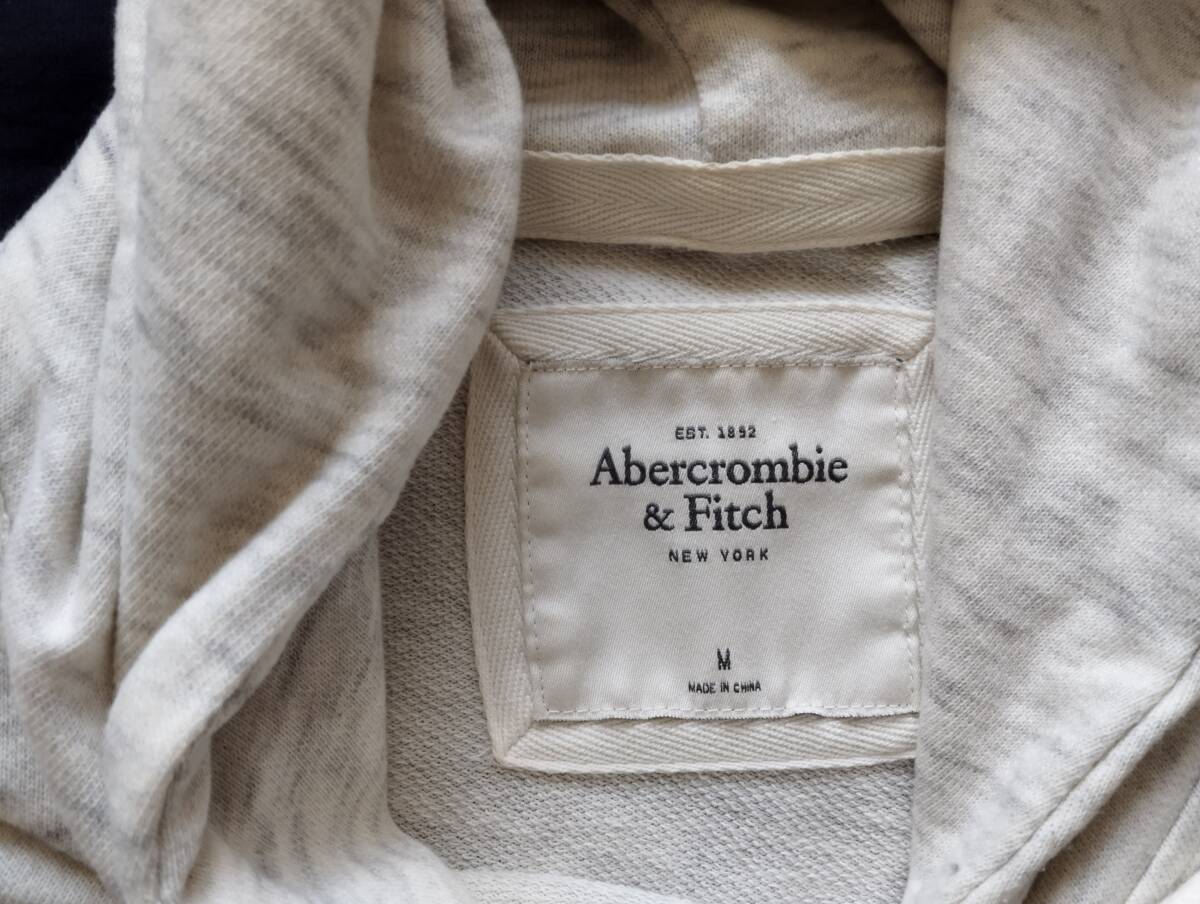 EST. 1892
Abercrombie
& Fitch
NEW YORK
M
MADE IN CHINA